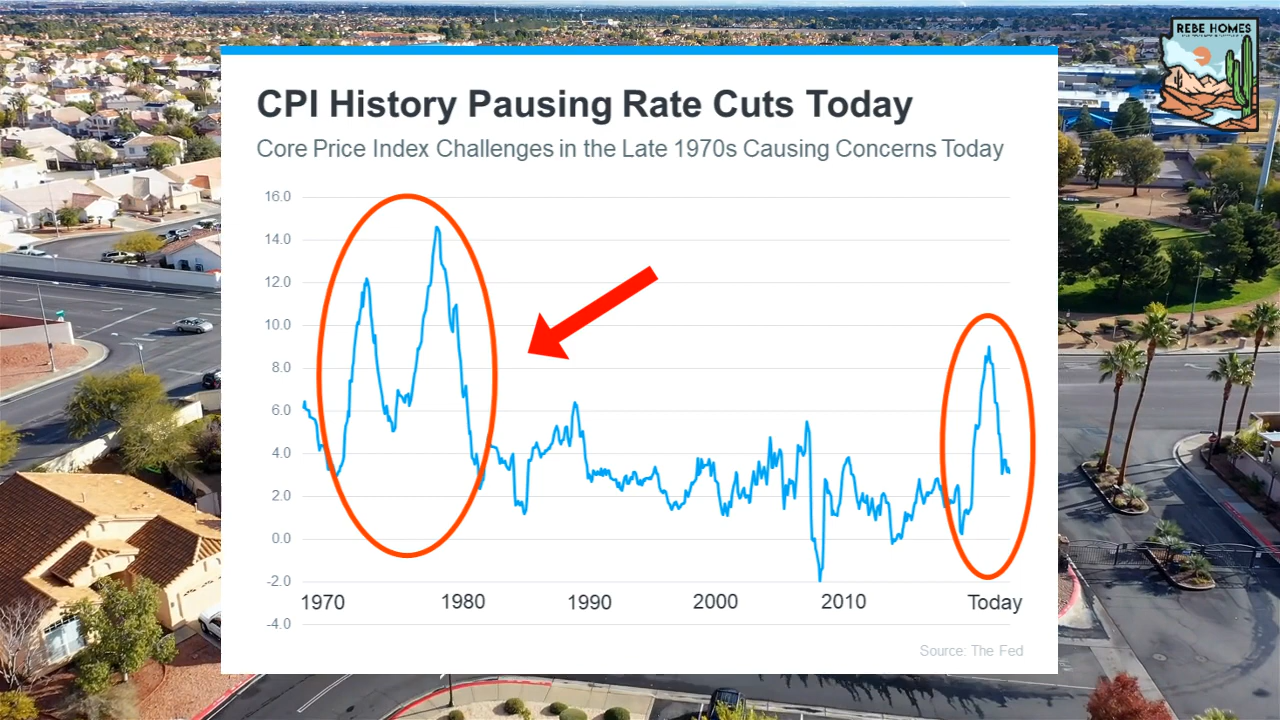 REBE HOMES
CPI History Pausing Rate Cuts Today
Core Price Index Challenges in the Late 1970s Causing Concerns Today
16.0
14.0
12.0
10.0
8.0
6.0
4.0
2.0
0.0
-2.0
-4.0
1970 1980 1990 2000 2010 Today
Source: The Fed